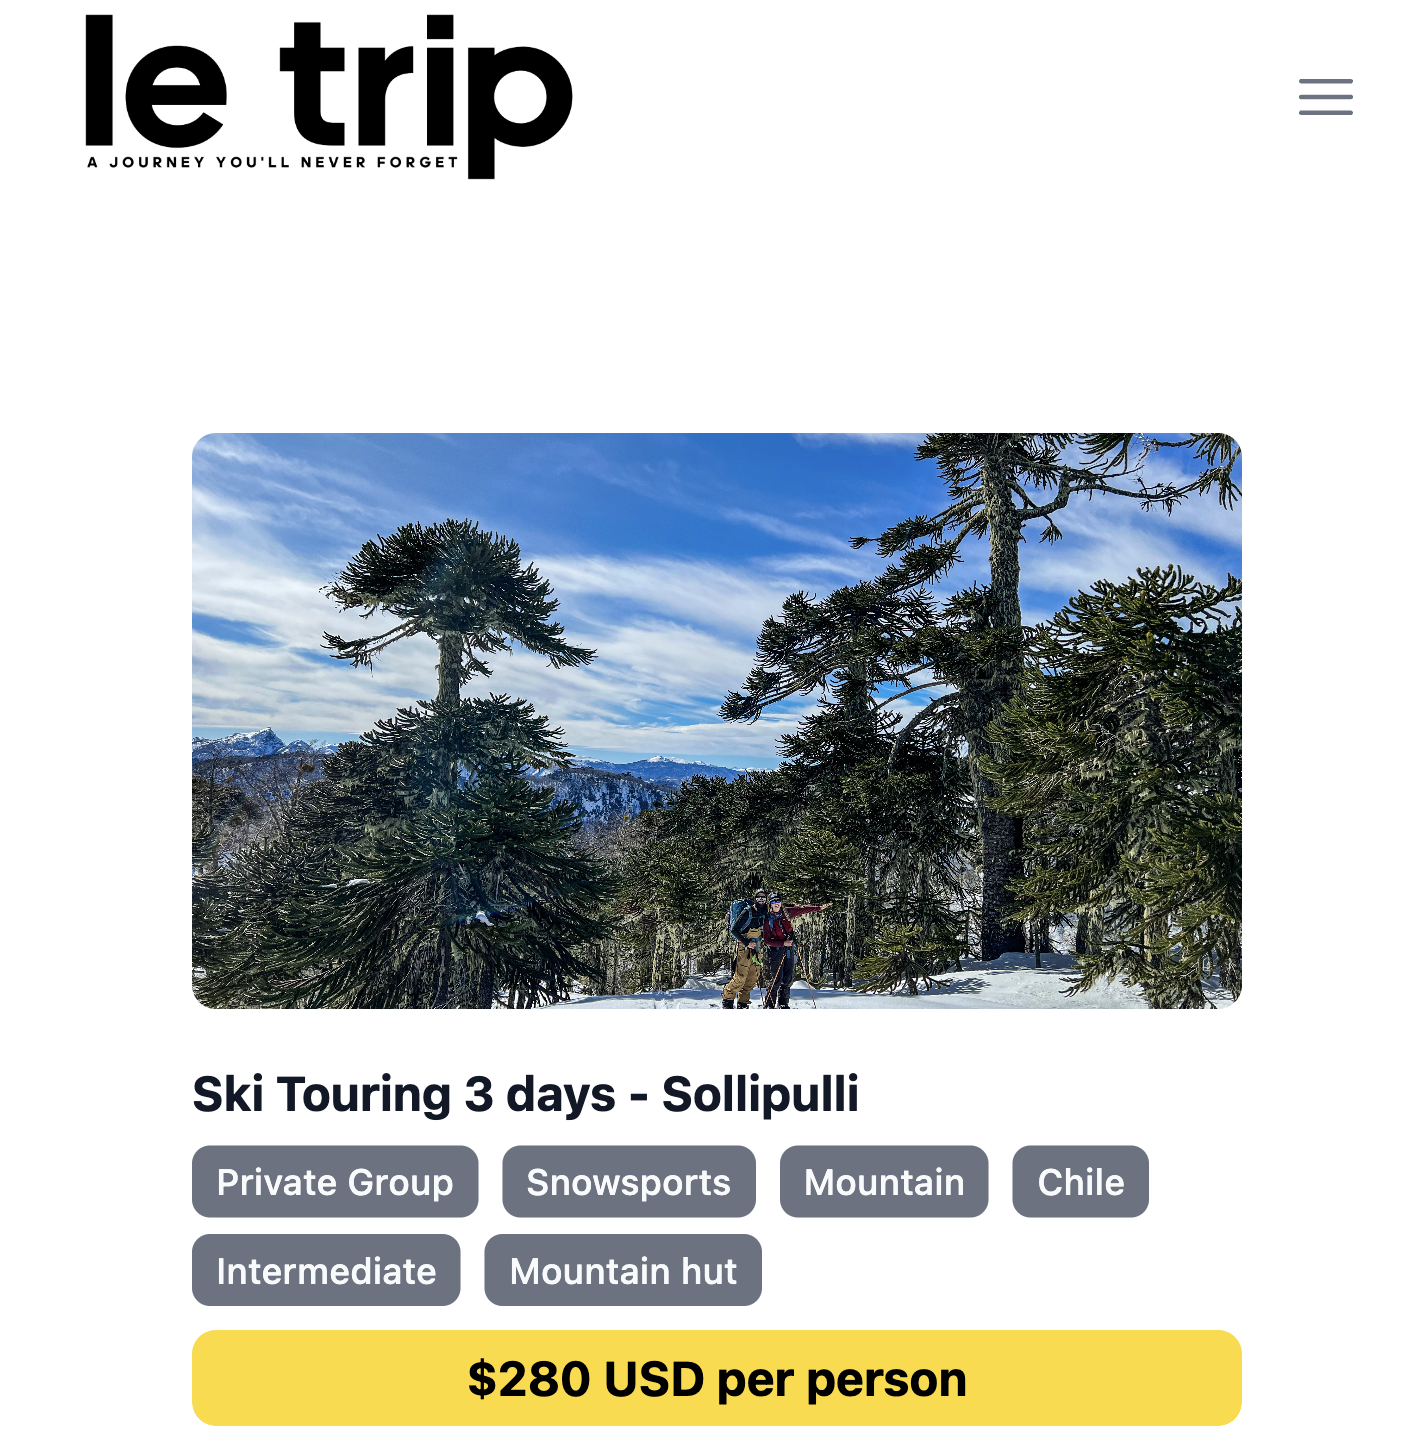 le trip
A JOURNEY YOU'LL NEVER FORGET
Ski Touring 3 days - Sollipulli
Private Group Snowsports Mountain Chile
Intermediate Mountain hut
$280 USD per person